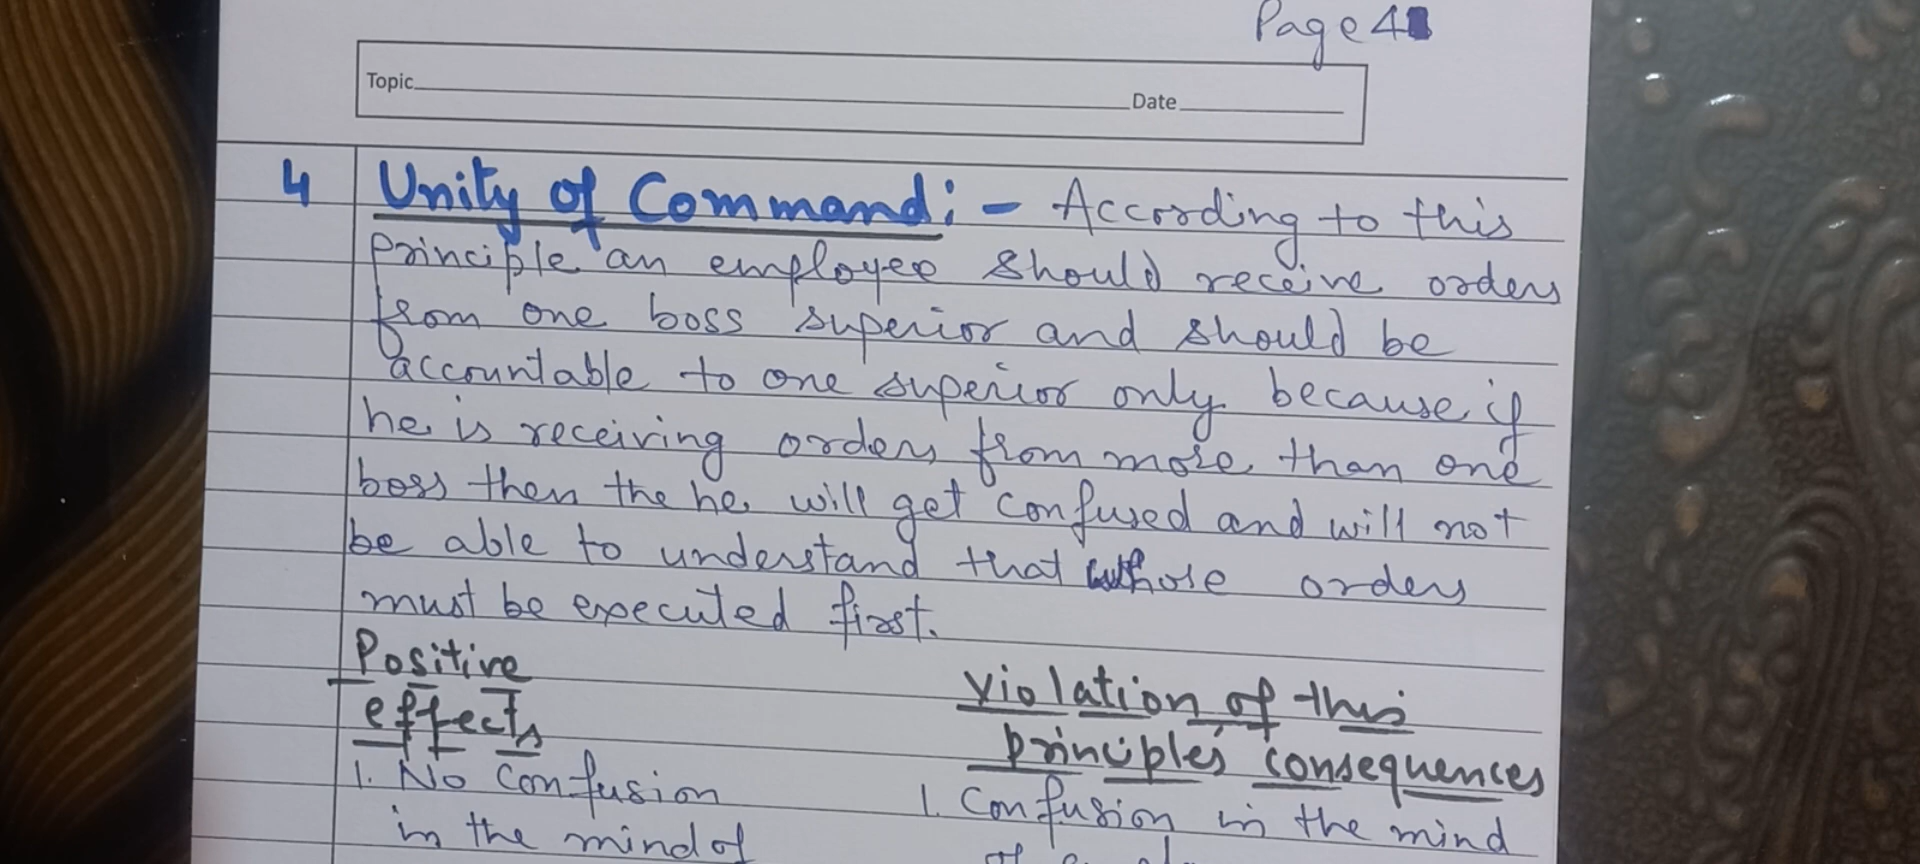 Page 4
Topic Date
4 Unity of Command:- According to this
principle an employee should receive orders
from one boss superior and should be
accountable to one superior only because if
he is receiving orders from more than one
boss then the he will get confused and will not
be able to understand that whose orders
must be executed first.
Positive
effects
1. No confusion
in the mind of
Violation of this
principles consequences
1. Confusion in the mind
of